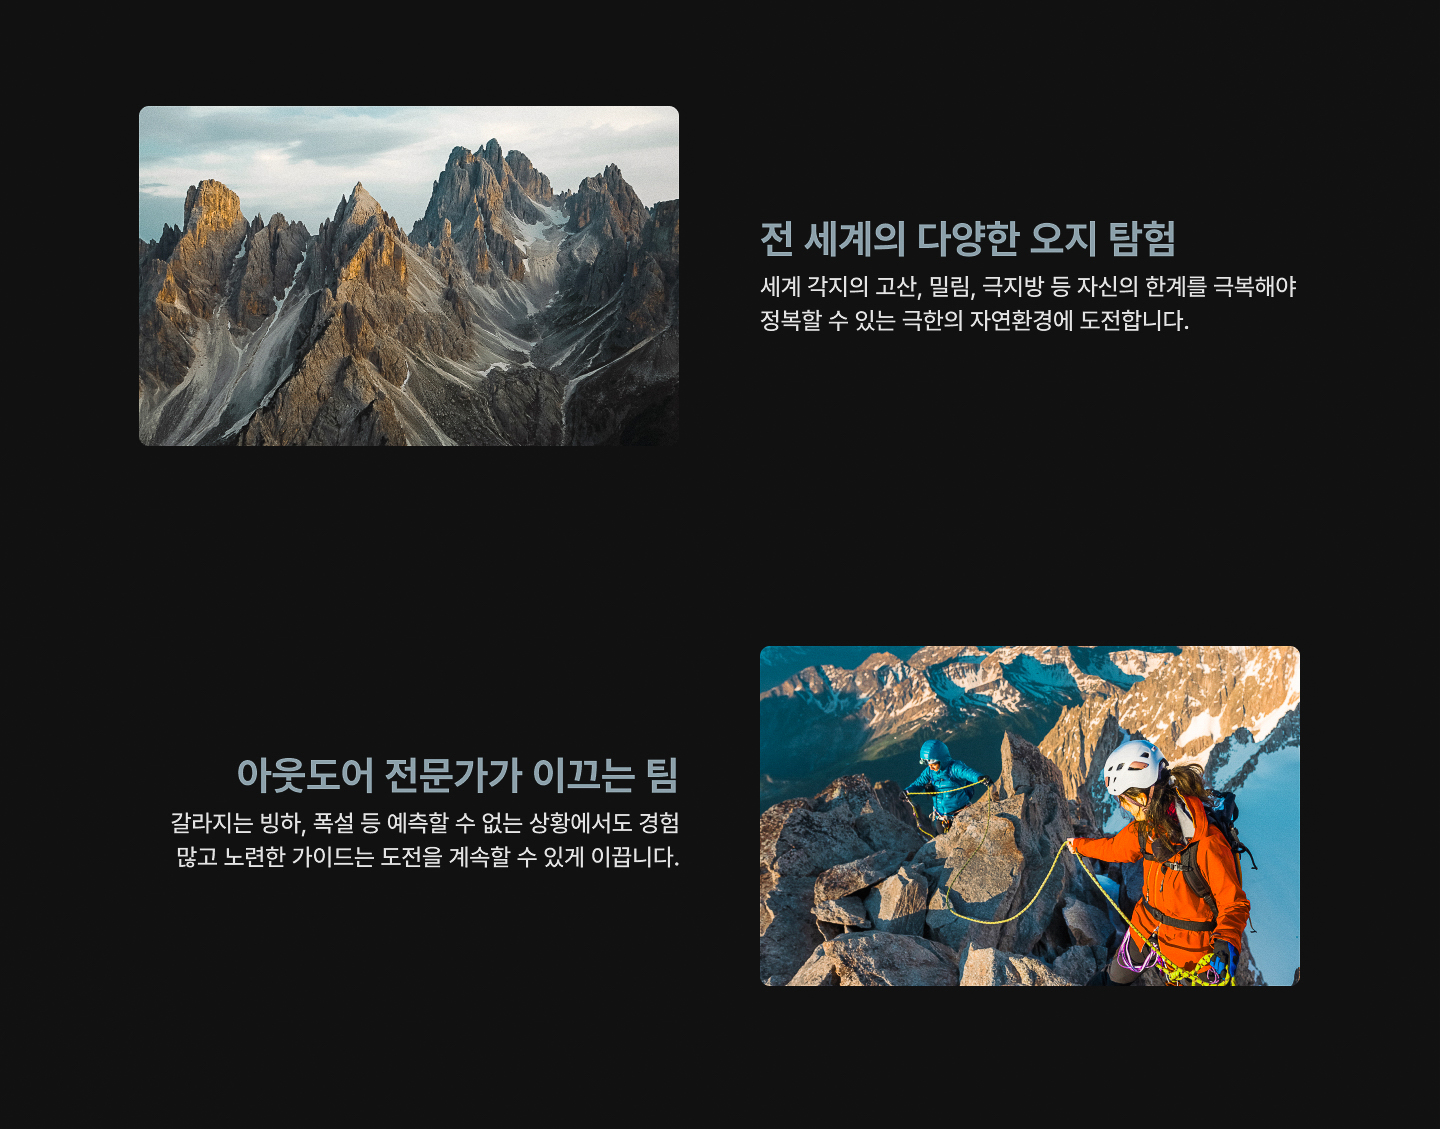 전 세계의 다양한 오지 탐험
세계 각지의 고산, 밀림, 극지방 등 자신의 한계를 극복해야
정복할 수 있는 극한의 자연환경에 도전합니다.
아웃도어 전문가가 이끄는 팀
갈라지는 빙하, 폭설 등 예측할 수 없는 상황에서도 경험
많고 노련한 가이드는 도전을 계속할 수 있게 이끕니다.